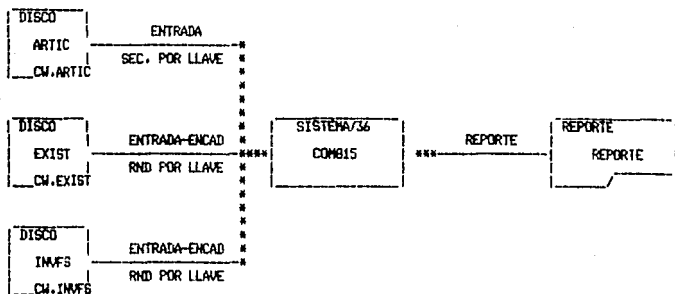 DISCO
ARTIC
CW.ARTIC
ENTRADA
SEC. POR LLAVE
DISCO
EXIST
CW.EXIST
ENTRADA-ENCAD
RND POR LLAVE
SISTEMA/36
COM815
REPORTE
REPORTE
REPORTE
DISCO
INVFS
CW.INVFS
ENTRADA-ENCAD
RND POR LLAVE